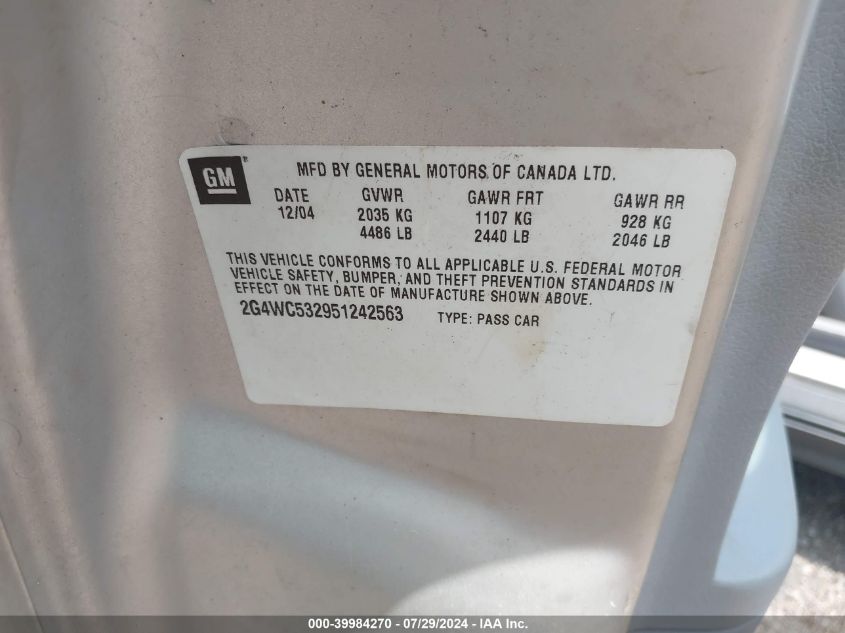 GM®
MFD BY GENERAL MOTORS OF CANADA LTD.
DATE GVWR GAWR FRT GAWR RR
12/04 2035 KG 1107 KG 928 KG
4486 LB 2440 LB 2046 LB
THIS VEHICLE CONFORMS TO ALL APPLICABLE U.S. FEDERAL MOTOR
VEHICLE SAFETY, BUMPER, AND THEFT PREVENTION STANDARDS IN
EFFECT ON THE DATE OF MANUFACTURE SHOWN ABOVE.
2G4WC532951242563 TYPE: PASS CAR
000-39984270 - 07/29/2024 - IAA Inc.